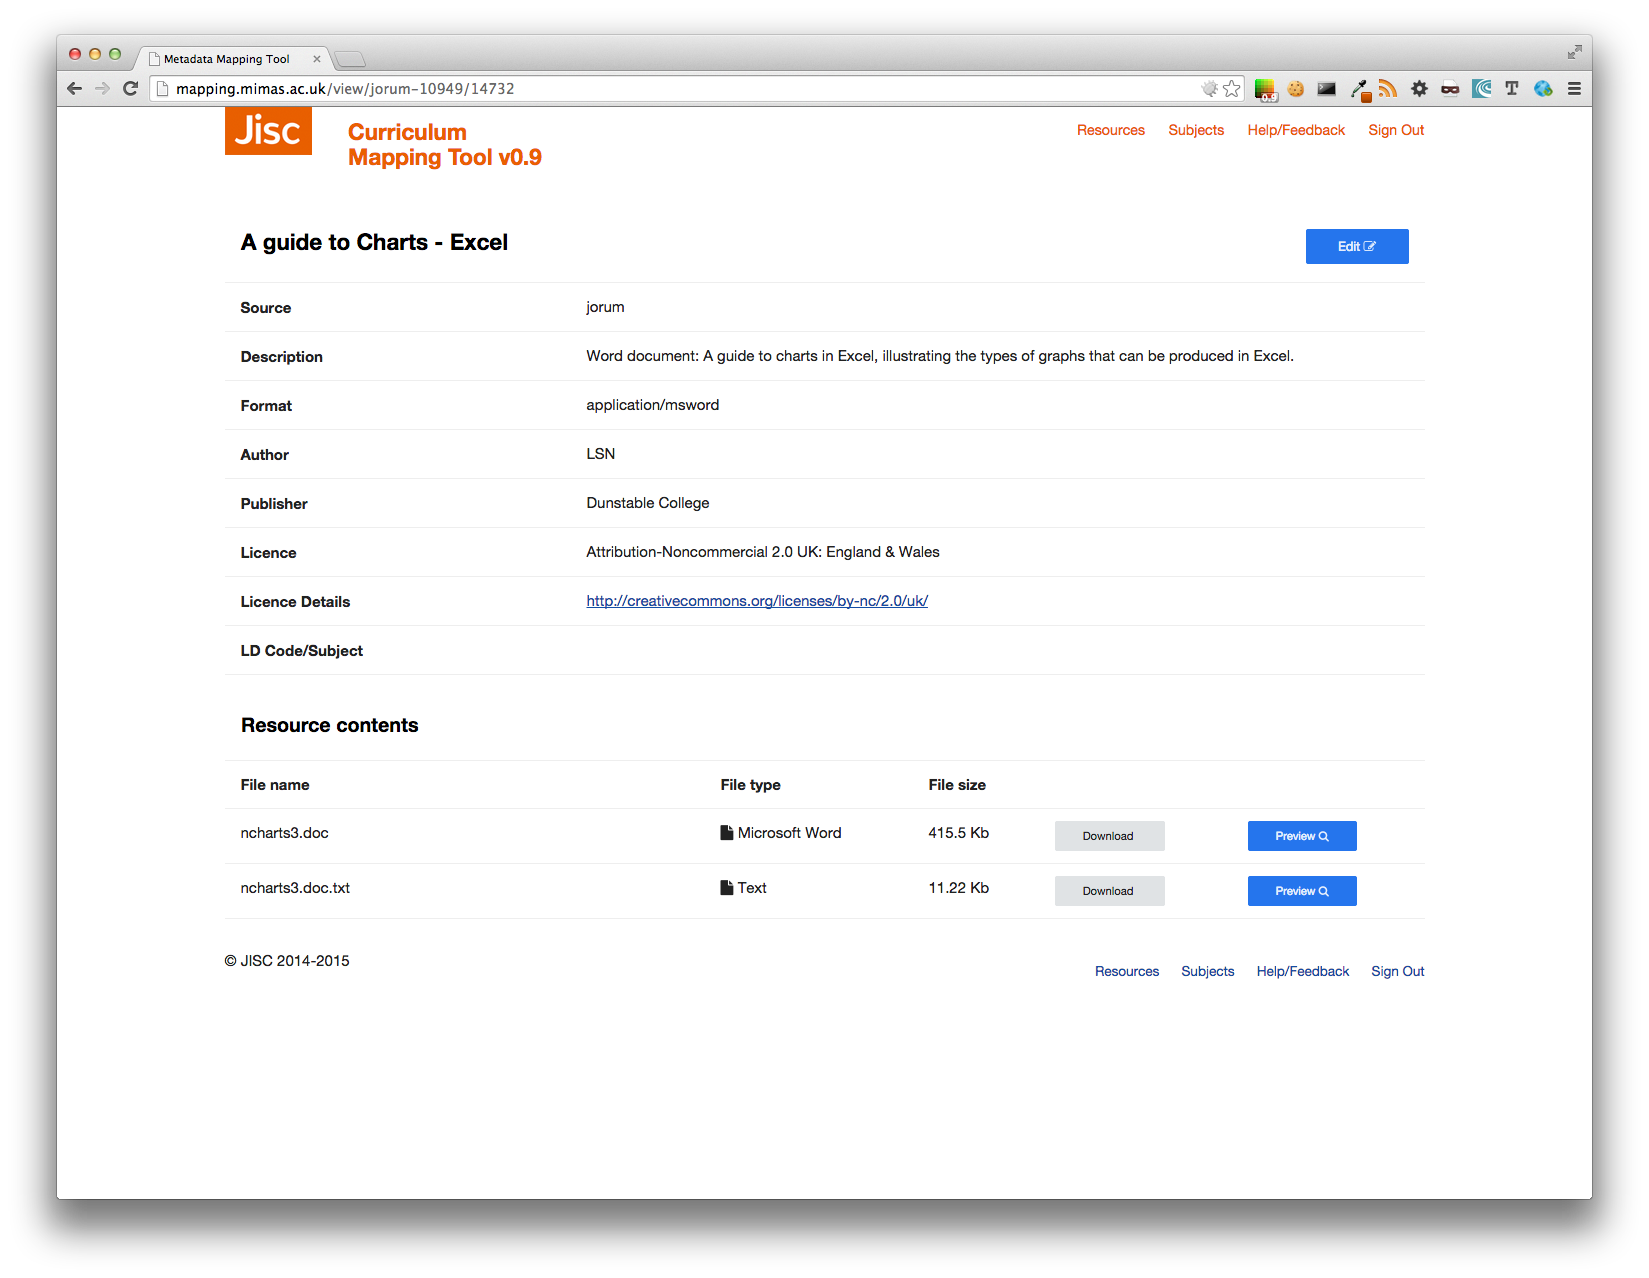 Metadata Mapping Tool
mapping.mimas.ac.uk/view/jorum-10949/14732
0.9
T
Jisc
Curriculum
Mapping Tool v0.9
Resources Subjects Help/Feedback Sign Out
A guide to Charts - Excel
Edit
Source jorum
Description Word document: A guide to charts in Excel, illustrating the types of graphs that can be produced in Excel.
Format application/msword
Author LSN
Publisher Dunstable College
Licence Attribution-Noncommercial 2.0 UK: England & Wales
Licence Details http://creativecommons.org/licenses/by-nc/2.0/uk/
LD Code/Subject
Resource contents
File name File type File size
ncharts3.doc Microsoft Word 415.5 Kb Download Preview
ncharts3.doc.txt Text 11.22 Kb Download Preview
© JISC 2014-2015
Resources Subjects Help/Feedback Sign Out